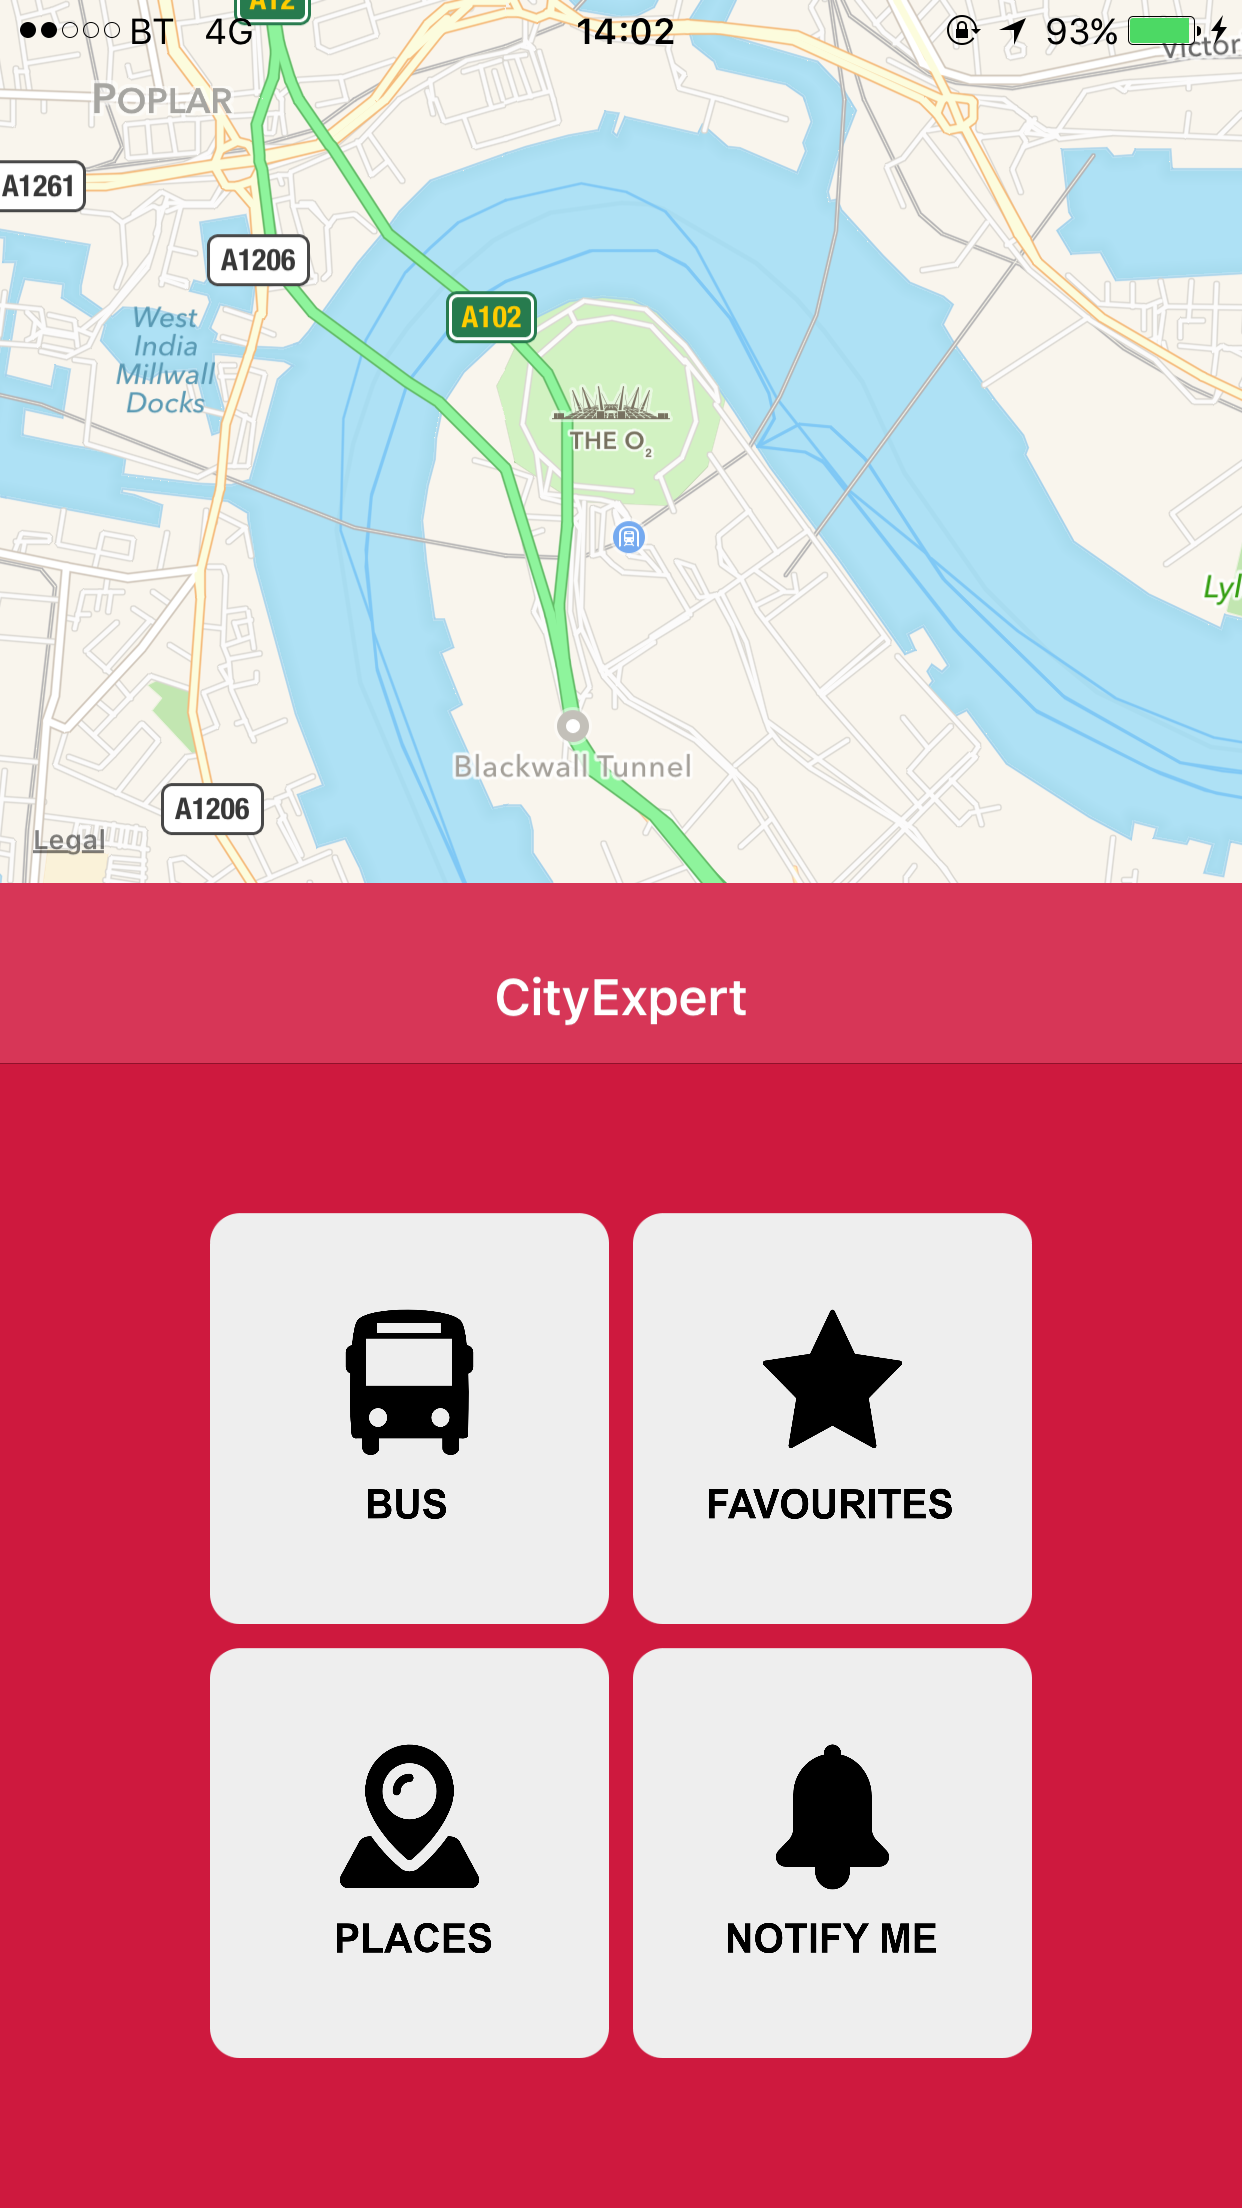 BT 4G 14:02 93%
A12
Victor
POPLAR
A1261
A1206
A102
West
India
Millwall
Docks
THE O2
Lyl
Blackwall Tunnel
A1206
Legal
CityExpert
BUS
FAVOURITES
PLACES
NOTIFY ME